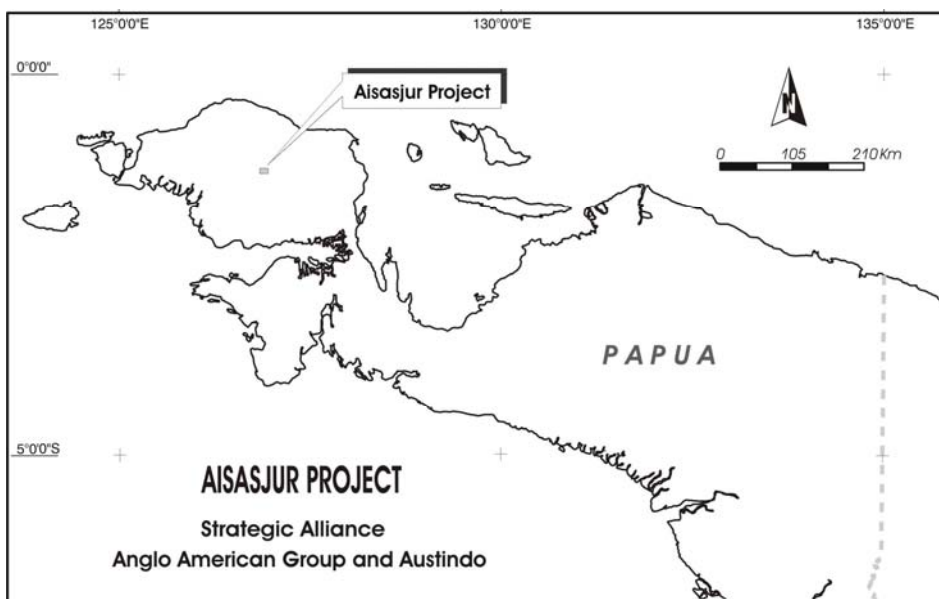 125°0'0"E 130°0'0"E 135°0'0"E
0°0'0"
Aisasjur Project
N
0 105 210 Km
PAPUA
5°0'0"S
AISASJUR PROJECT
Strategic Alliance
Anglo American Group and Austindo